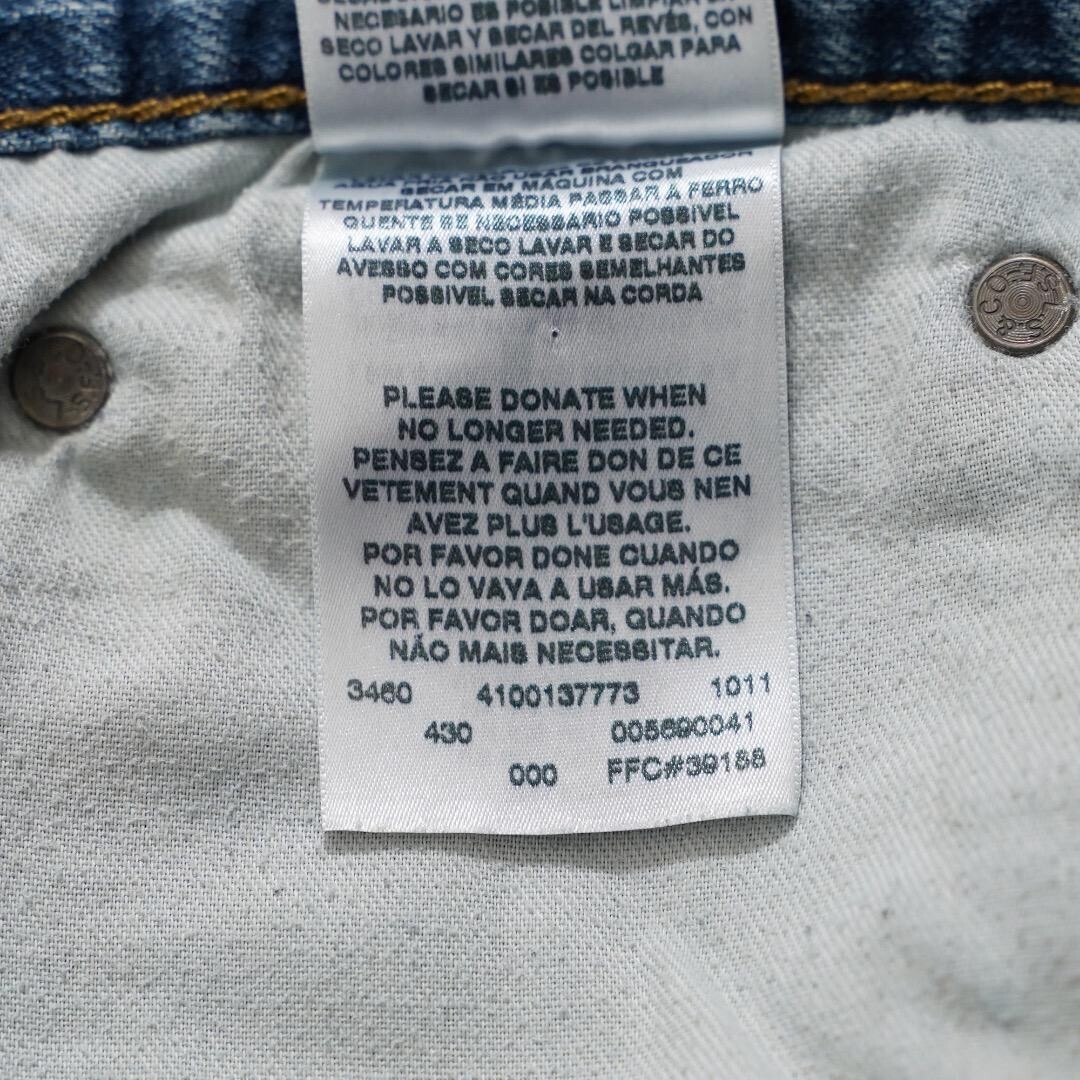 NECESARIO ES POSIBLE LIMPIAR EN
SECO LAVAR Y SECAR DEL REVÉS, CON
COLORES SIMILARES COLGAR PARA
SECAR SI ES POSIBLE
SECAR EM MAQUINA COM
TEMPERATURA MÉDIA PASSAR A FERRO
QUENTE SE NECESSARIO POSSIVEL
LAVAR A SECO LAVAR E SECAR DO
AVESSO COM CORES SEMELHANTES
POSSIVEL SECAR NA CORDA
PLEASE DONATE WHEN
NO LONGER NEEDED.
PENSEZ A FAIRE DON DE CE
VETEMENT QUAND VOUS NEN
AVEZ PLUS L'USAGE.
POR FAVOR DONE CUANDO
NO LO VAYA A USAR MÁS.
POR FAVOR DOAR, QUANDO
NÃO MAIS NECESSITAR.
3460 4100137773 1011
430 005690041
000 FFC#39188